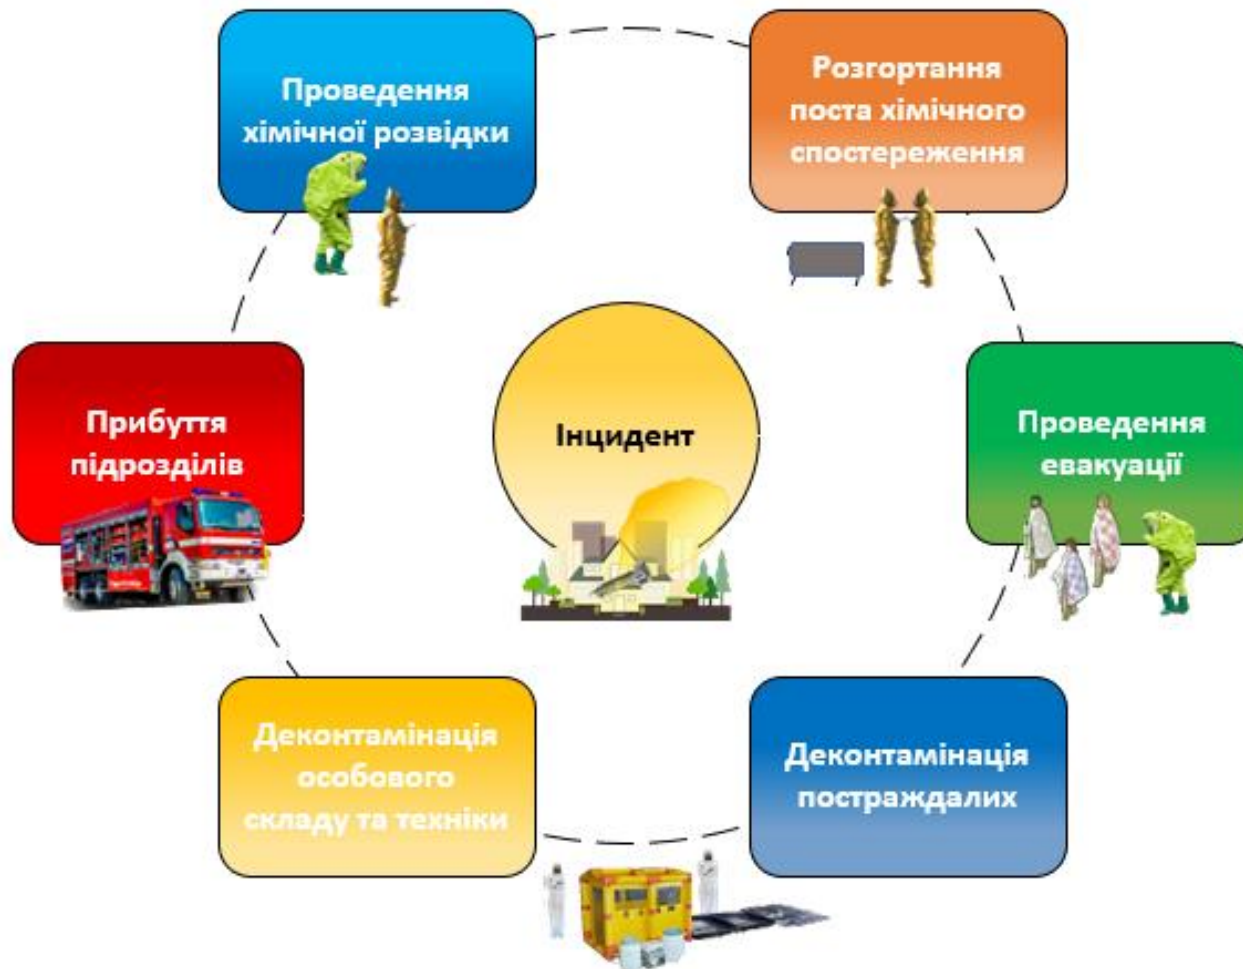 Проведення
хімічної розвідки
Розгортання
поста хімічного
спостереження
Прибуття
підрозділів
Інцидент
Проведення
евакуації
Деконтамінація
особового
складу та техніки
Деконтамінація
постраждалих